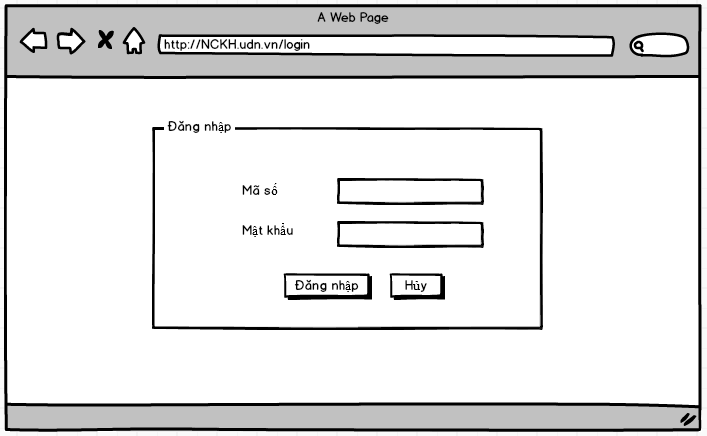 A Web Page
http://NCKH.udn.vn/login
Đăng nhập
Mã số
Mật khẩu
Đăng nhập
Hủy